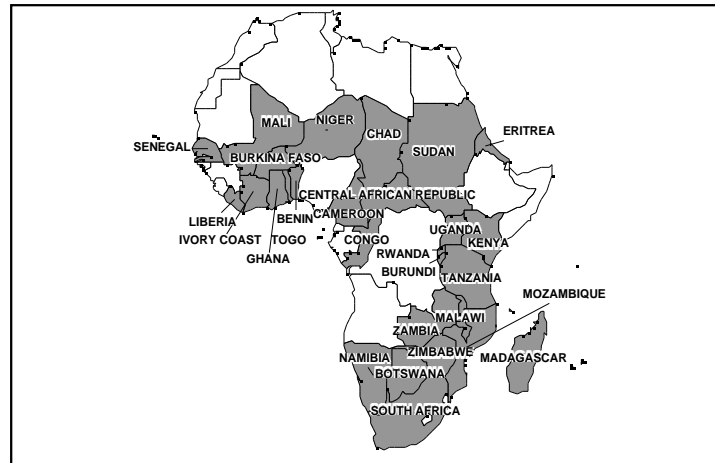 MALI
NIGER
CHAD
SUDAN
ERITREA
SENEGAL
BURKINA FASO
CENTRAL AFRICAN REPUBLIC
LIBERIA
BENIN
CAMEROON
IVORY COAST
TOGO
GHANA
CONGO
UGANDA
KENYA
RWANDA
BURUNDI
TANZANIA
MOZAMBIQUE
MALAWI
ZAMBIA
ZIMBABWE
NAMIBIA
MADAGASCAR
BOTSWANA
SOUTH AFRICA